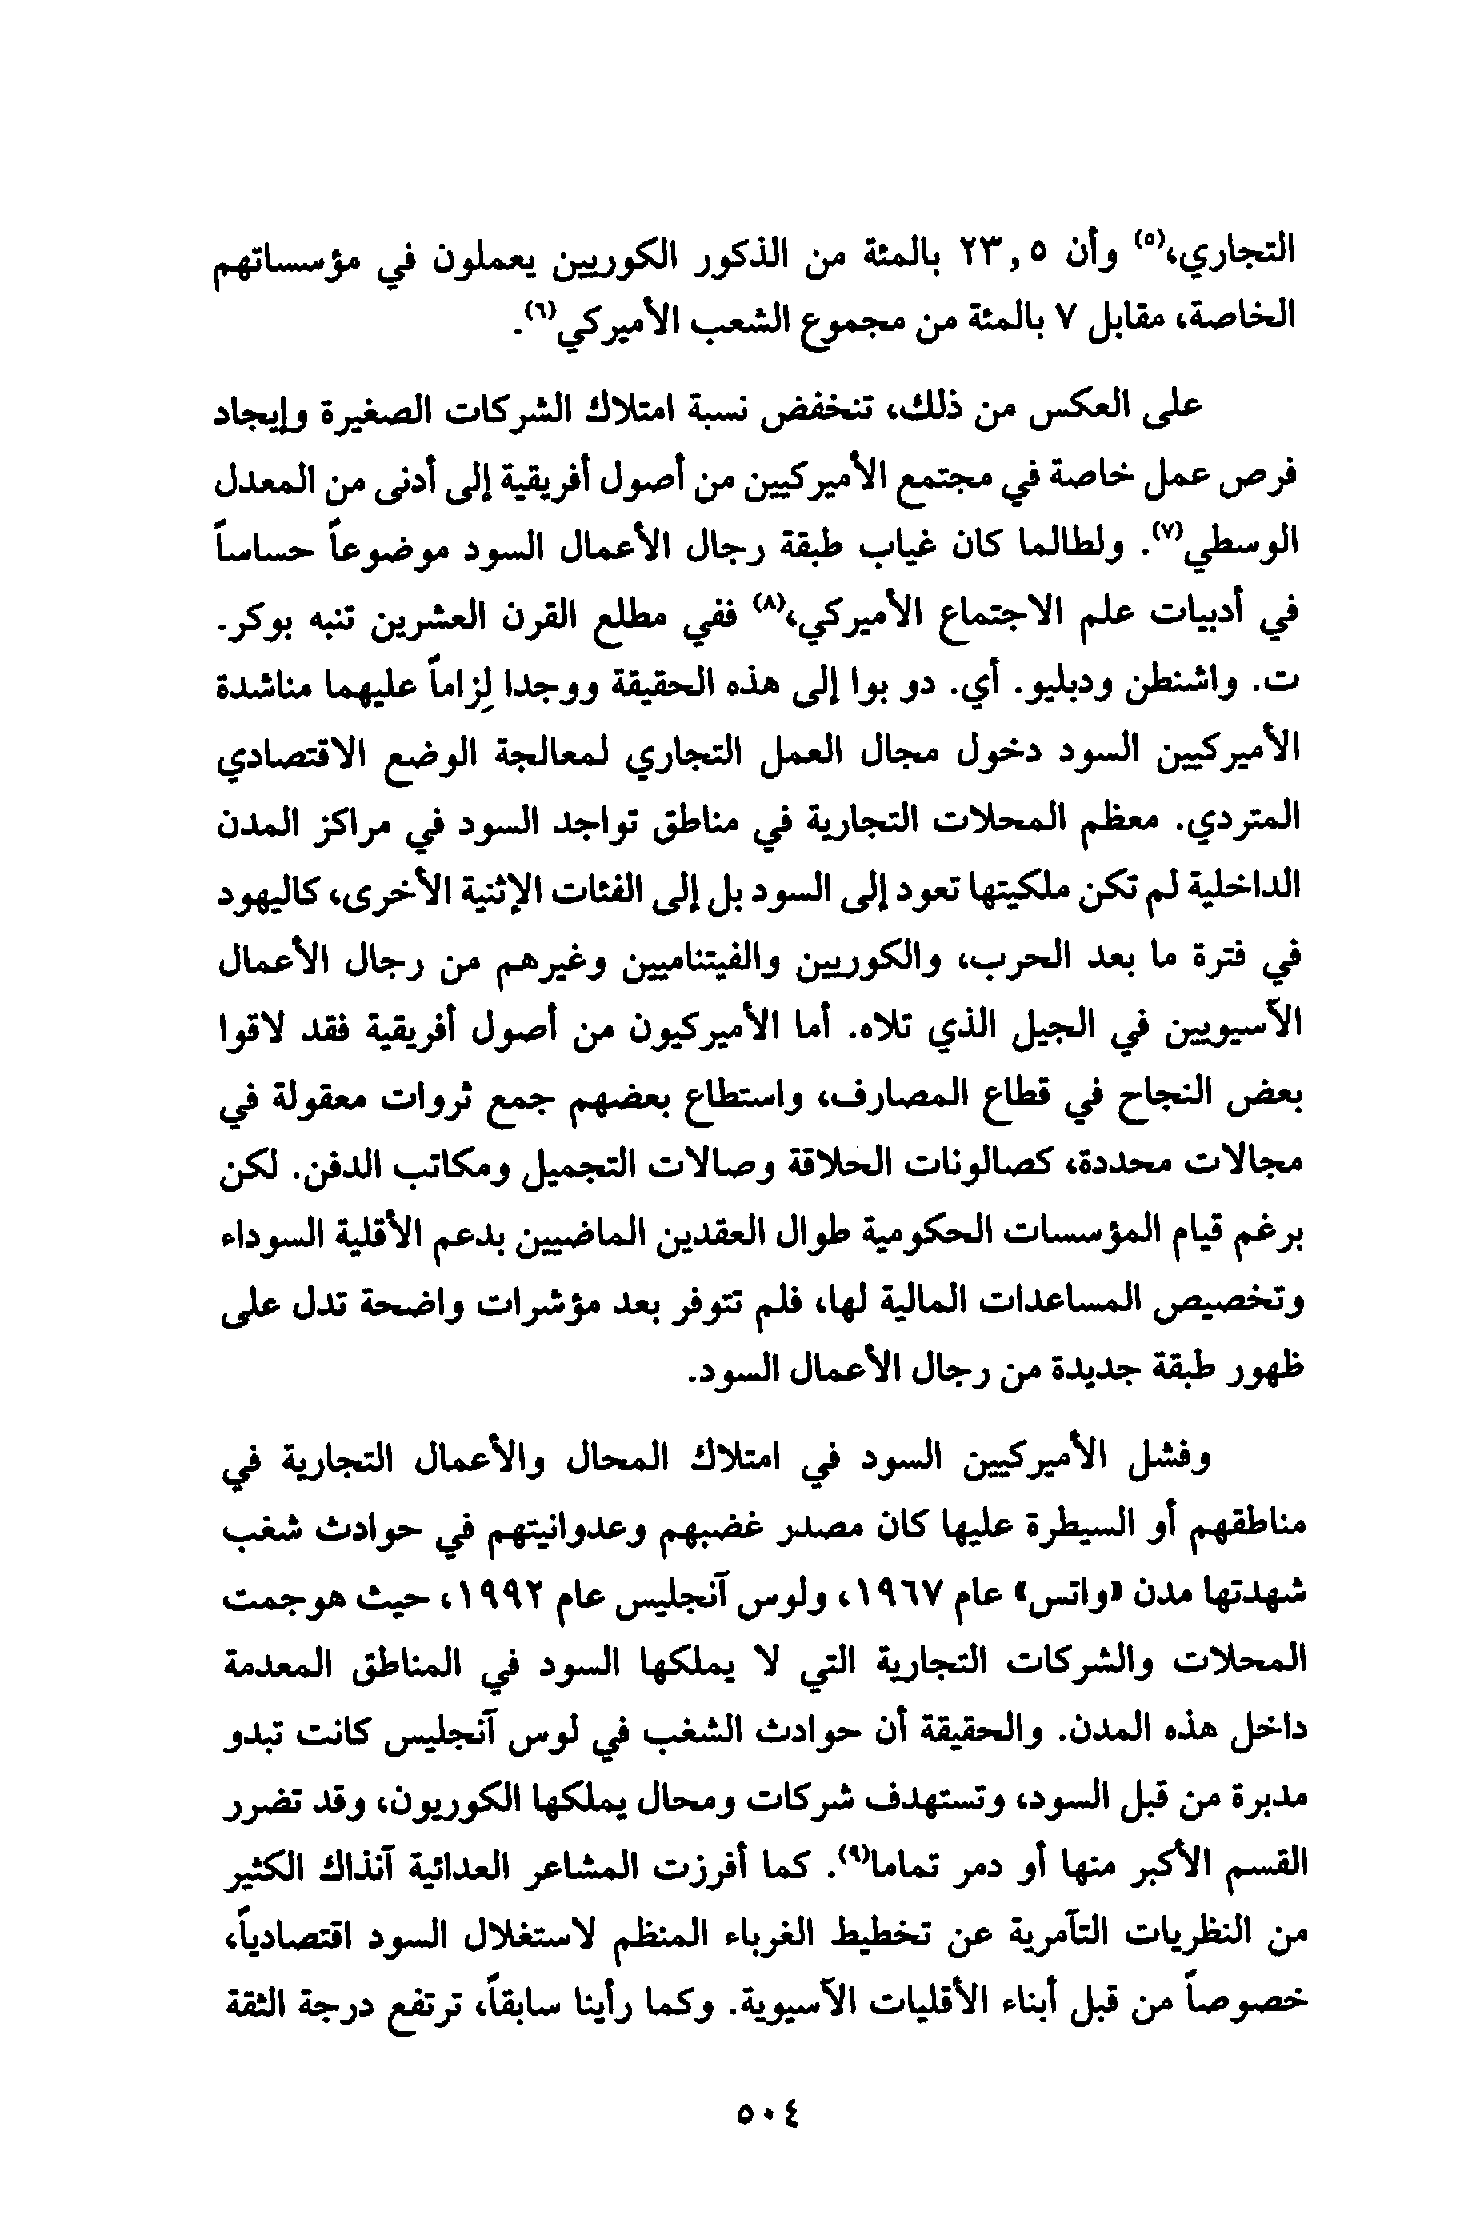 التجاري،(٥) وأن ٢٣,٥ بالمئة من الذكور الكوريين يعملون في مؤسساتهم
الخاصة، مقابل ٧ بالمئة من مجموع الشعب الأميركي(٦).
على العكس من ذلك، تنخفض نسبة امتلاك الشركات الصغيرة وإيجاد
فرص عمل خاصة في مجتمع الأميركيين من أصول أفريقية إلى أدنى من المعدل
الوسطي(٧). ولطالما كان غياب طبقة رجال الأعمال السود موضوعاً حساساً
في أدبيات علم الاجتماع الأميركي،(٨) ففي مطلع القرن العشرين تنبه بوكر.
ت. واشنطن ودبليو. أي. دو بوا إلى هذه الحقيقة ووجدا لِزاماً عليهما مناشدة
الأميركيين السود دخول مجال العمل التجاري لمعالجة الوضع الاقتصادي
المتردي. معظم المحلات التجارية في مناطق تواجد السود في مراكز المدن
الداخلية لم تكن ملكيتها تعود إلى السود بل إلى الفئات الإثنية الأخرى، كاليهود
في فترة ما بعد الحرب، والكوريين والفيتناميين وغيرهم من رجال الأعمال
الآسيويين في الجيل الذي تلاه. أما الأميركيون من أصول أفريقية فقد لاقوا
بعض النجاح في قطاع المصارف، واستطاع بعضهم جمع ثروات معقولة في
مجالات محددة، كصالونات الحلاقة وصالات التجميل ومكاتب الدفن. لكن
برغم قيام المؤسسات الحكومية طوال العقدين الماضيين بدعم الأقلية السوداء
وتخصيص المساعدات المالية لها، فلم تتوفر بعد مؤشرات واضحة تدل على
ظهور طبقة جديدة من رجال الأعمال السود.
وفشل الأميركيين السود في امتلاك المحال والأعمال التجارية في
مناطقهم أو السيطرة عليها كان مصدر غضبهم وعدوانيتهم في حوادث شغب
شهدتها مدن «واتس» عام ١٩٦٧، ولوس آنجليس عام ١٩٩٢، حيث هوجمت
المحلات والشركات التجارية التي لا يملكها السود في المناطق المعدمة
داخل هذه المدن. والحقيقة أن حوادث الشغب في لوس آنجليس كانت تبدو
مدبرة من قبل السود، وتستهدف شركات ومحال يملكها الكوريون، وقد تضرر
القسم الأكبر منها أو دمر تماما(٩). كما أفرزت المشاعر العدائية آنذاك الكثير
من النظريات التآمرية عن تخطيط الغرباء المنظم لاستغلال السود اقتصادياً،
خصوصاً من قبل أبناء الأقليات الآسيوية. وكما رأينا سابقاً، ترتفع درجة الثقة
٥٠٤